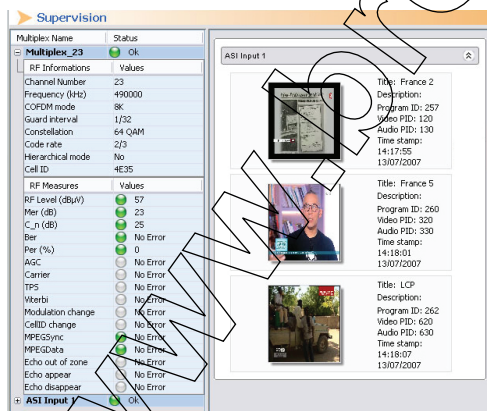 Supervision
Multiplex Name Status
Multiplex_23 Ok
RF Informations Values
Channel Number 23
Frequency (kHz) 490000
COFDM mode 8K
Guard interval 1/32
Constellation 64 QAM
Code rate 2/3
Hierarchical mode No
Cell ID 4E35
RF Measures Values
RF Level (dBµV) 57
Mer (dB) 23
C_n (dB) 25
Ber No Error
Per (%) 0
AGC No Error
Carrier No Error
TPS No Error
Viterbi No Error
Modulation change No Error
CellID change No Error
MPEGSync No Error
MPEGData No Error
Echo out of zone No Error
Echo appear No Error
Echo disappear No Error
ASI Input 1 Ok
ASI Input 1
Title: France 2
Description:
Program ID: 257
Video PID: 120
Audio PID: 130
Time stamp:
14:17:55
13/07/2007
Title: France 5
Description:
Program ID: 260
Video PID: 320
Audio PID: 330
Time stamp:
14:18:01
13/07/2007
Title: LCP
Description:
Program ID: 262
Video PID: 620
Audio PID: 630
Time stamp:
14:18:07
13/07/2007